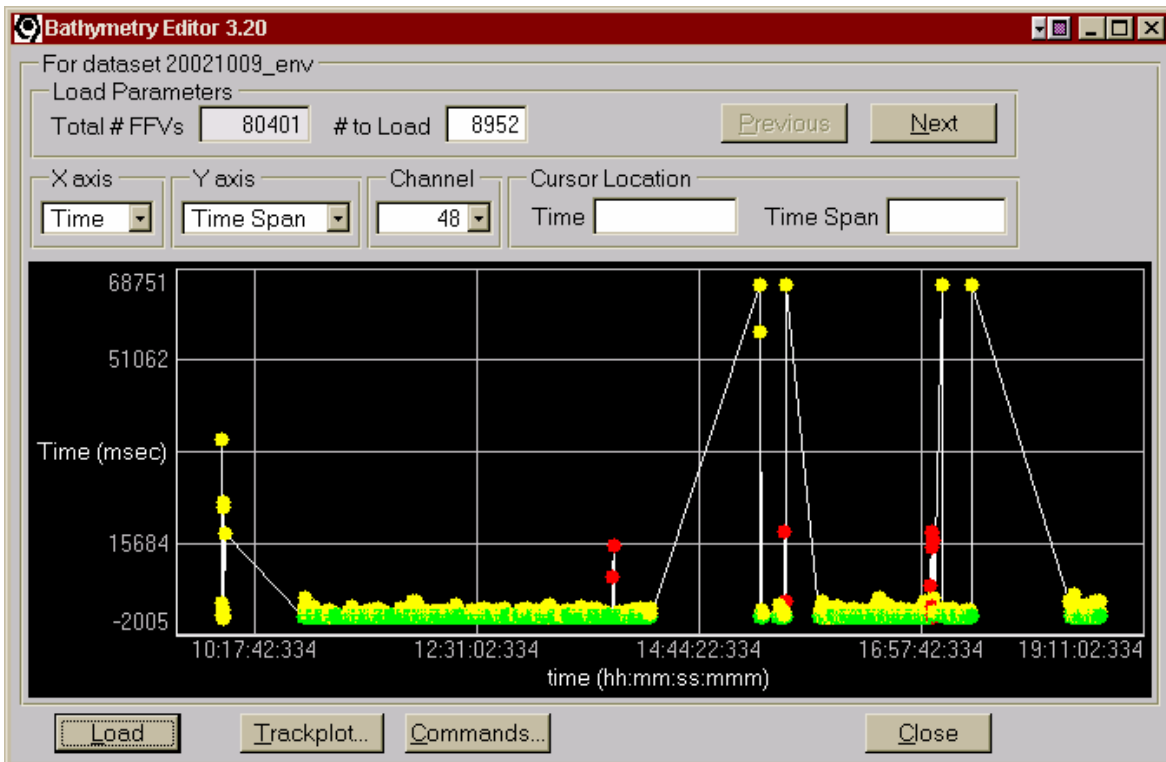 Bathymetry Editor 3.20
For dataset 20021009_env
Load Parameters
Total # FFVs 80401 # to Load 8952 Previous Next
X axis Y axis Channel Cursor Location
Time Time Span 48 Time Time Span
68751
51062
Time (msec)
15684
-2005
10:17:42:334 12:31:02:334 14:44:22:334 16:57:42:334 19:11:02:334
time (hh:mm:ss:mmm)
Load Trackplot... Commands... Close